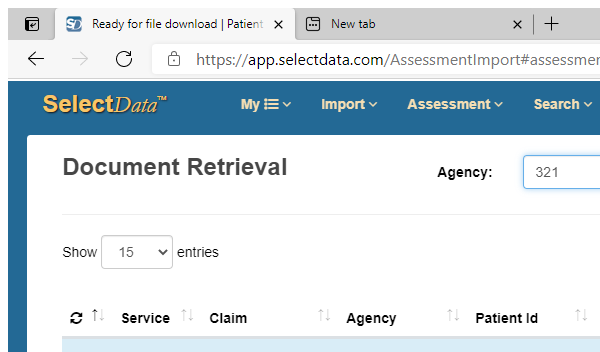 Ready for file download | Patient
New tab
https://app.selectdata.com/AssessmentImport#assessmen
SelectData™ My Import Assessment Search
Document Retrieval Agency: 321
Show 15 entries
Service Claim Agency Patient Id